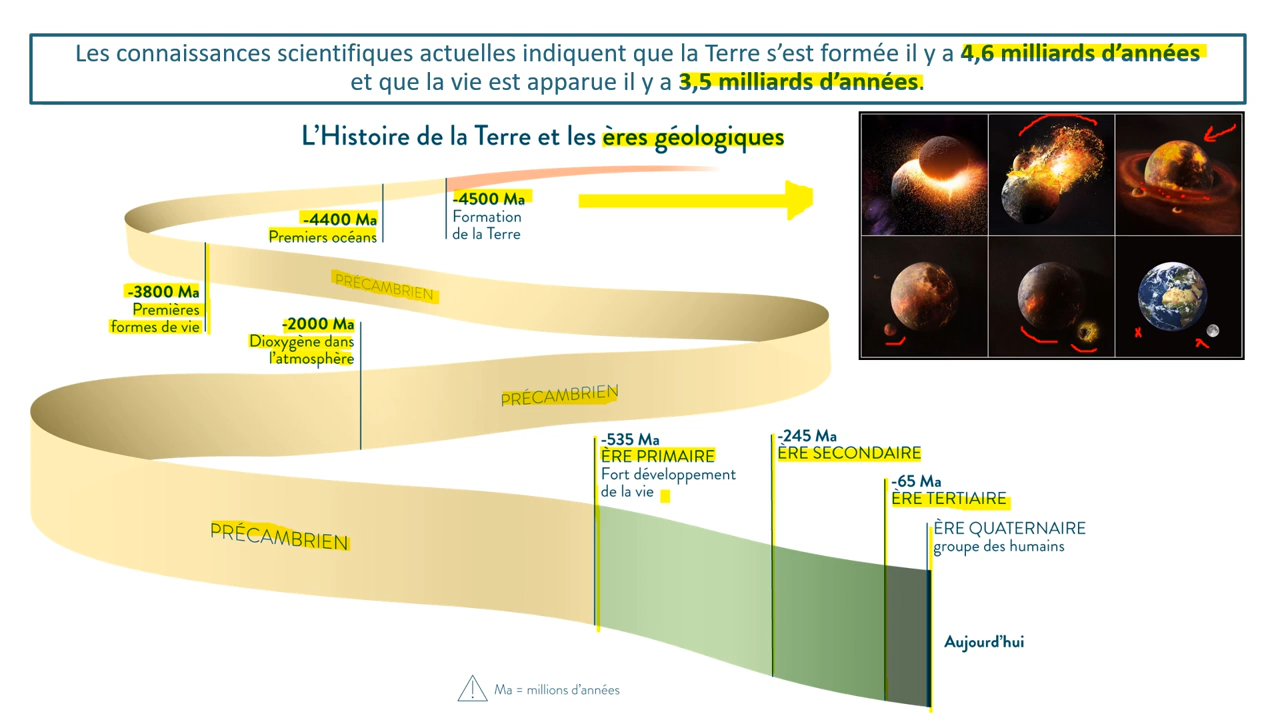 Les connaissances scientifiques actuelles indiquent que la Terre s'est formée il y a 4,6 milliards d'années
et que la vie est apparue il y a 3,5 milliards d'années.
L'Histoire de la Terre et les ères géologiques
-4500 Ma
Formation
de la Terre
-4400 Ma
Premiers océans
PRÉCAMBRIEN
-3800 Ma
Premières
formes de vie
-2000 Ma
Dioxygène dans
l'atmosphère
PRÉCAMBRIEN
-535 Ma
ÈRE PRIMAIRE
Fort développement
de la vie
-245 Ma
ÈRE SECONDAIRE
-65 Ma
ÈRE TERTIAIRE
ÈRE QUATERNAIRE
groupe des humains
PRÉCAMBRIEN
Aujourd'hui
Ma = millions d'années